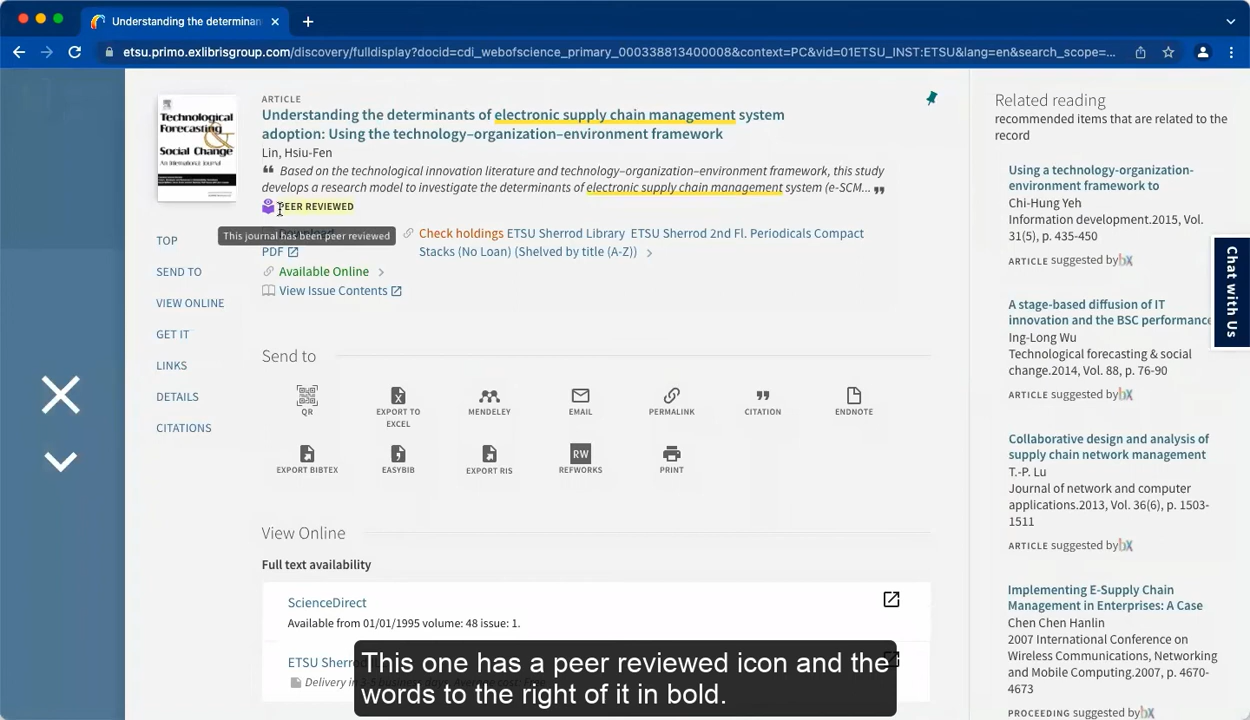 Understanding the determinan
etsu.primo.exlibrisgroup.com/discovery/fulldisplay?docid=cdi_webofscience_primary_000338813400008&context=PC&vid=01ETSU_INST:ETSU&lang=en&search_scope=...
Technological
Forecasting
&
Social Change
An International Journal
ARTICLE
Understanding the determinants of electronic supply chain management system
adoption: Using the technology–organization–environment framework
Lin, Hsiu-Fen
❝ Based on the technological innovation literature and technology–organization–environment framework, this study
develops a research model to investigate the determinants of electronic supply chain management system (e-SCM... ❞
PEER REVIEWED
This journal has been peer reviewed
PDF
Check holdings ETSU Sherrod Library ETSU Sherrod 2nd Fl. Periodicals Compact
Stacks (No Loan) (Shelved by title (A-Z))
Available Online
View Issue Contents
TOP
SEND TO
VIEW ONLINE
GET IT
LINKS
DETAILS
CITATIONS
Send to
QR
EXPORT TO
EXCEL
MENDELEY
EMAIL
PERMALINK
CITATION
ENDNOTE
EXPORT BIBTEX
EASYBIB
EXPORT RIS
RW
REFWORKS
PRINT
View Online
Full text availability
ScienceDirect
Available from 01/01/1995 volume: 48 issue: 1.
ETSU Sherro
Delivery in
This one has a peer reviewed icon and the
words to the right of it in bold.
Related reading
recommended items that are related to the
record
Using a technology-organization-
environment framework to
Chi-Hung Yeh
Information development.2015, Vol.
31(5), p. 435-450
ARTICLE suggested by bX
A stage-based diffusion of IT
innovation and the BSC performance
Ing-Long Wu
Technological forecasting & social
change.2014, Vol. 88, p. 76-90
ARTICLE suggested by bX
Collaborative design and analysis of
supply chain network management
T.-P. Lu
Journal of network and computer
applications.2013, Vol. 36(6), p. 1503-
1511
ARTICLE suggested by bX
Implementing E-Supply Chain
Management in Enterprises: A Case
Chen Chen Hanlin
2007 International Conference on
Wireless Communications, Networking
and Mobile Computing.2007, p. 4670-
4673
PROCEEDING suggested by bX
Chat with Us